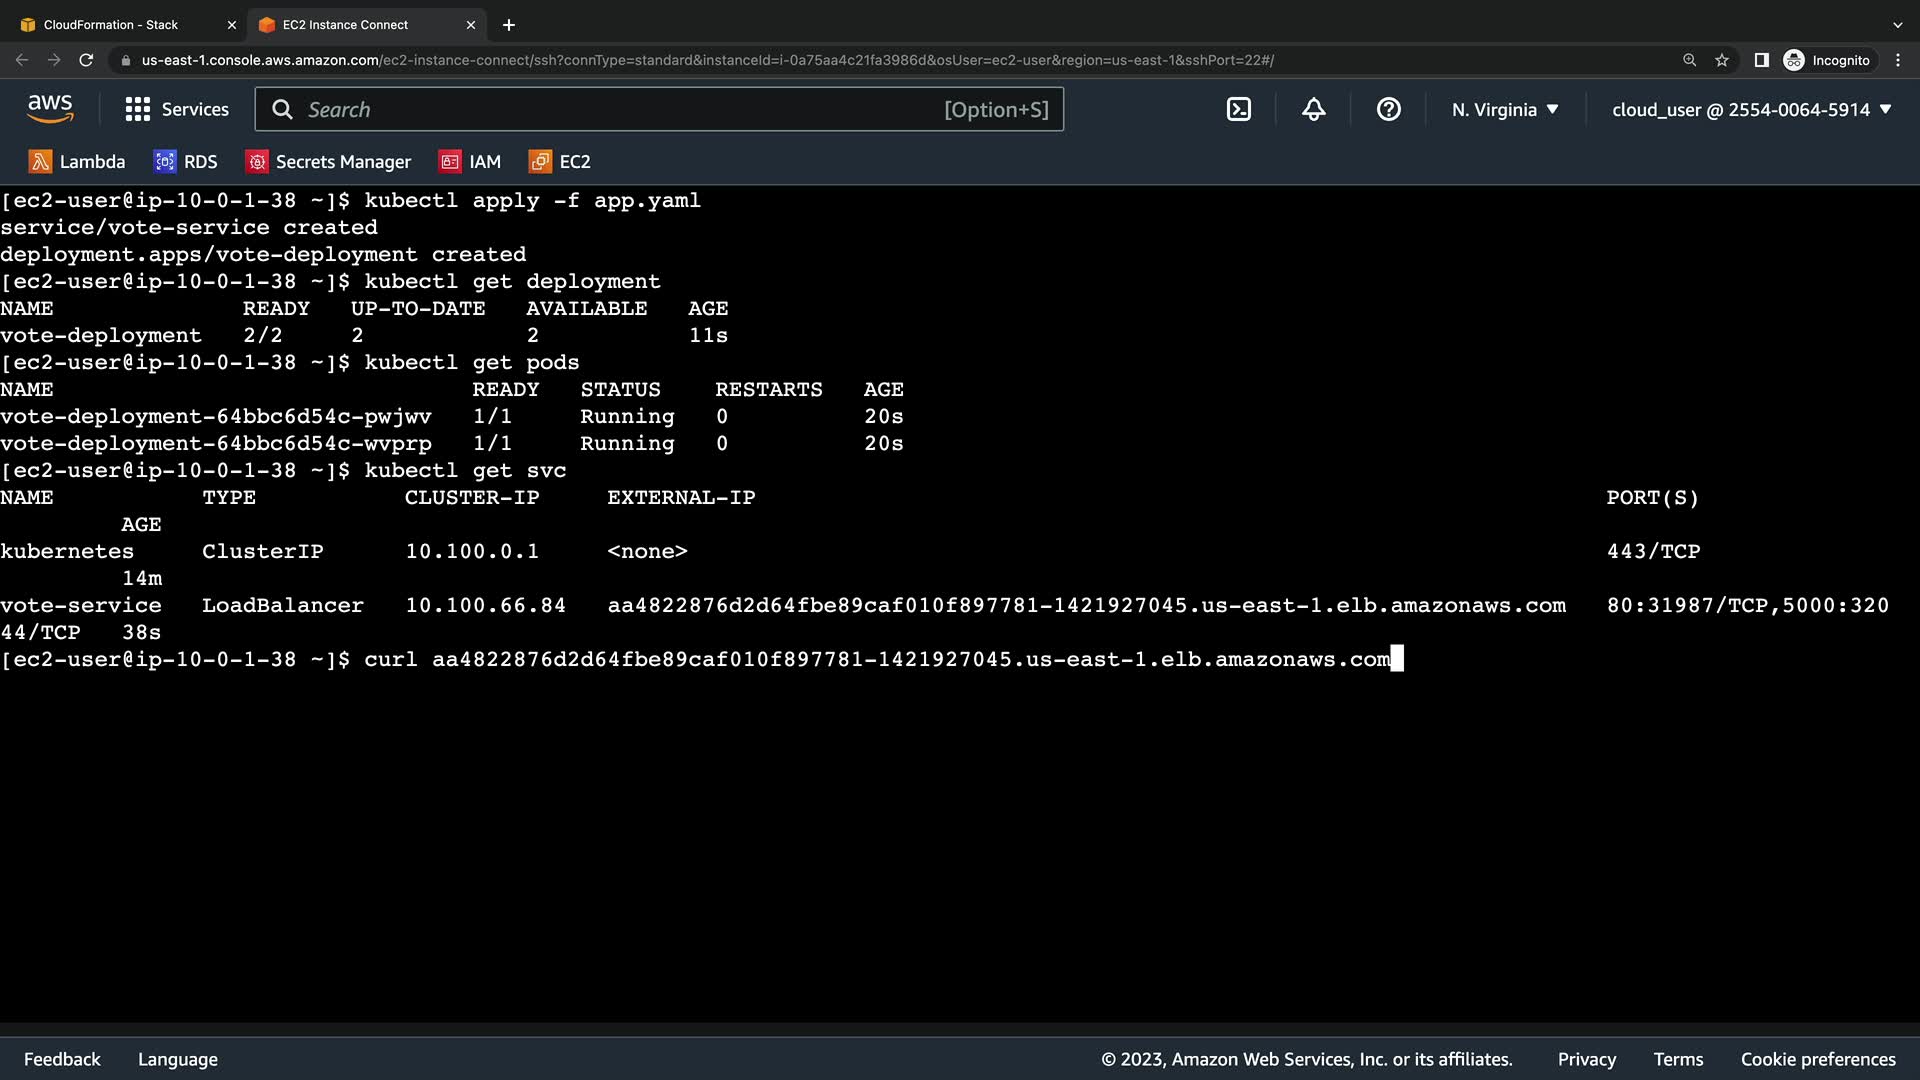 CloudFormation - Stack
EC2 Instance Connect
us-east-1.console.aws.amazon.com/ec2-instance-connect/ssh?connType=standard&instanceId=i-0a75aa4c21fa3986d&osUser=ec2-user&region=us-east-1&sshPort=22#/
Incognito
aws
Services
Search
[Option+S]
N. Virginia
cloud_user @ 2554-0064-5914
Lambda
RDS
Secrets Manager
IAM
EC2
[ec2-user@ip-10-0-1-38 ~]$ kubectl apply -f app.yaml
service/vote-service created
deployment.apps/vote-deployment created
[ec2-user@ip-10-0-1-38 ~]$ kubectl get deployment
NAME READY UP-TO-DATE AVAILABLE AGE
vote-deployment 2/2 2 2 11s
[ec2-user@ip-10-0-1-38 ~]$ kubectl get pods
NAME READY STATUS RESTARTS AGE
vote-deployment-64bbc6d54c-pwjwv 1/1 Running 0 20s
vote-deployment-64bbc6d54c-wvprp 1/1 Running 0 20s
[ec2-user@ip-10-0-1-38 ~]$ kubectl get svc
NAME TYPE CLUSTER-IP EXTERNAL-IP PORT(S)
AGE
kubernetes ClusterIP 10.100.0.1 <none> 443/TCP
14m
vote-service LoadBalancer 10.100.66.84 aa4822876d2d64fbe89caf010f897781-1421927045.us-east-1.elb.amazonaws.com 80:31987/TCP,5000:320
44/TCP 38s
[ec2-user@ip-10-0-1-38 ~]$ curl aa4822876d2d64fbe89caf010f897781-1421927045.us-east-1.elb.amazonaws.com
Feedback
Language
© 2023, Amazon Web Services, Inc. or its affiliates.
Privacy
Terms
Cookie preferences